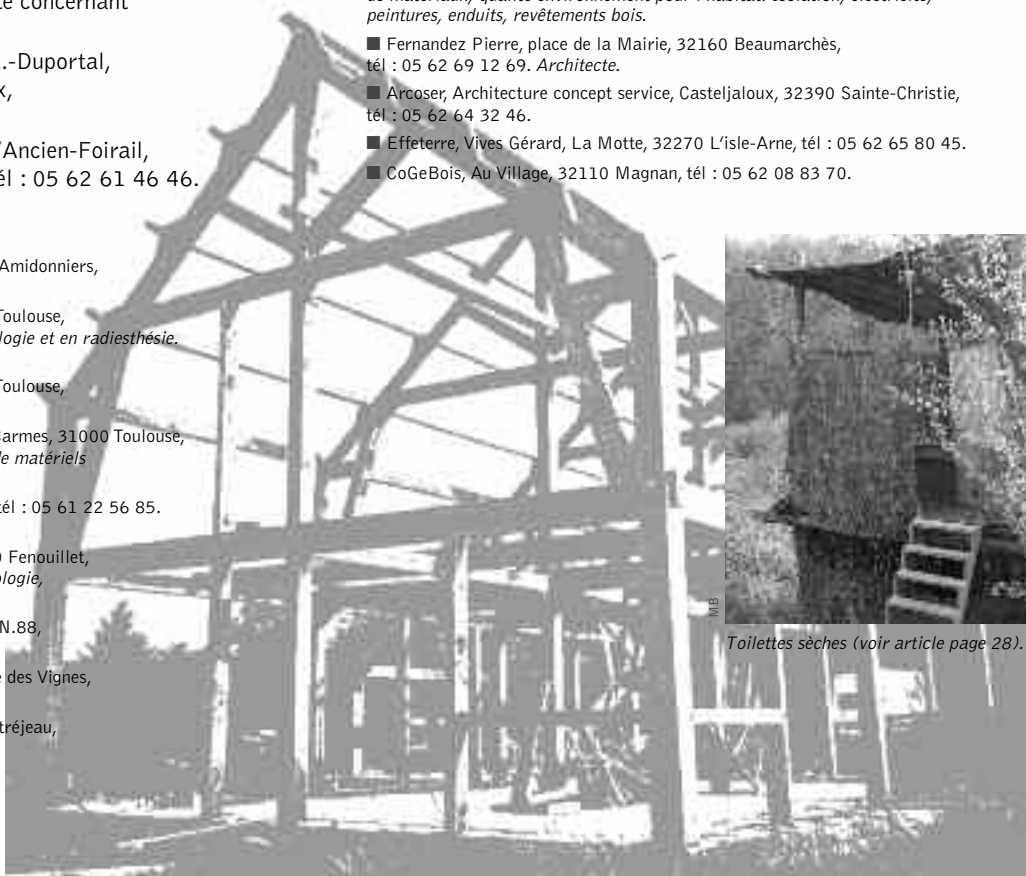 té concernant
.-Duportal,
x,
'Ancien-Foirail,
él : 05 62 61 46 46.
Amidonniers,
Toulouse,
logie et en radiesthésie.
Toulouse,
Carmes, 31000 Toulouse,
de matériels
tél : 05 61 22 56 85.
0 Fenouillet,
ologie,
N.88,
e des Vignes,
tréjeau,
peintures, enduits, revêtements bois.
■ Fernandez Pierre, place de la Mairie, 32160 Beaumarchès,
tél : 05 62 69 12 69. Architecte.
■ Arcoser, Architecture concept service, Casteljaloux, 32390 Sainte-Christie,
tél : 05 62 64 32 46.
■ Effeterre, Vives Gérard, La Motte, 32270 L'isle-Arne, tél : 05 62 65 80 45.
■ CoGeBois, Au Village, 32110 Magnan, tél : 05 62 08 83 70.
MB
Toilettes sèches (voir article page 28).